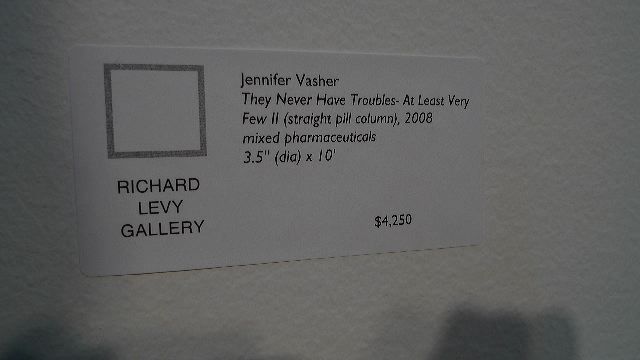 Jennifer Vasher
They Never Have Troubles- At Least Very
Few II (straight pill column), 2008
mixed pharmaceuticals
3.5" (dia) x 10'
RICHARD
LEVY
GALLERY
$4,250